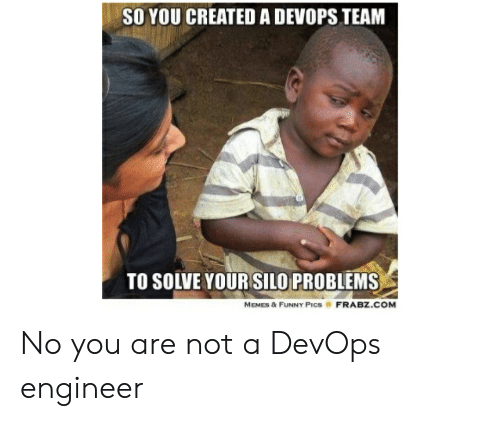 SO YOU CREATED A DEVOPS TEAM
TO SOLVE YOUR SILO PROBLEMS
MEMES & FUNNY PICS FRABZ.COM
No you are not a DevOps
engineer